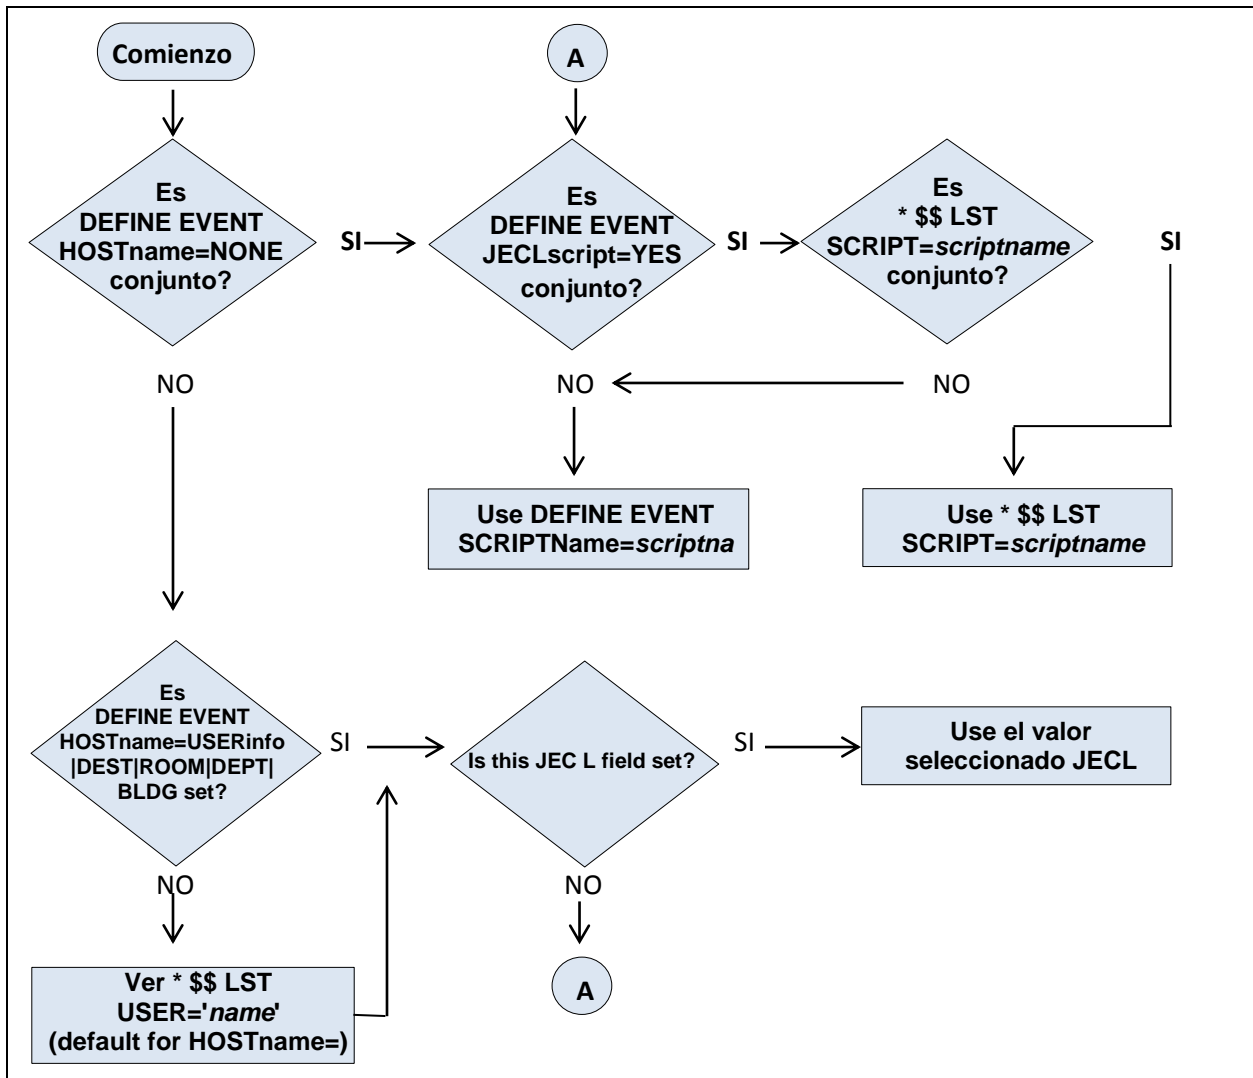 Comienzo
A
Es
DEFINE EVENT
HOSTname=NONE
conjunto?
SI
Es
DEFINE EVENT
JECLscript=YES
conjunto?
SI
Es
* $$ LST
SCRIPT=scriptname
conjunto?
SI
NO
NO
NO
Use DEFINE EVENT
SCRIPTName=scriptna
Use * $$ LST
SCRIPT=scriptname
Es
DEFINE EVENT
HOSTname=USERinfo
|DEST|ROOM|DEPT|
BLDG set?
SI
Is this JEC L field set?
SI
Use el valor
seleccionado JECL
NO
NO
Ver * $$ LST
USER='name'
(default for HOSTname=)
A